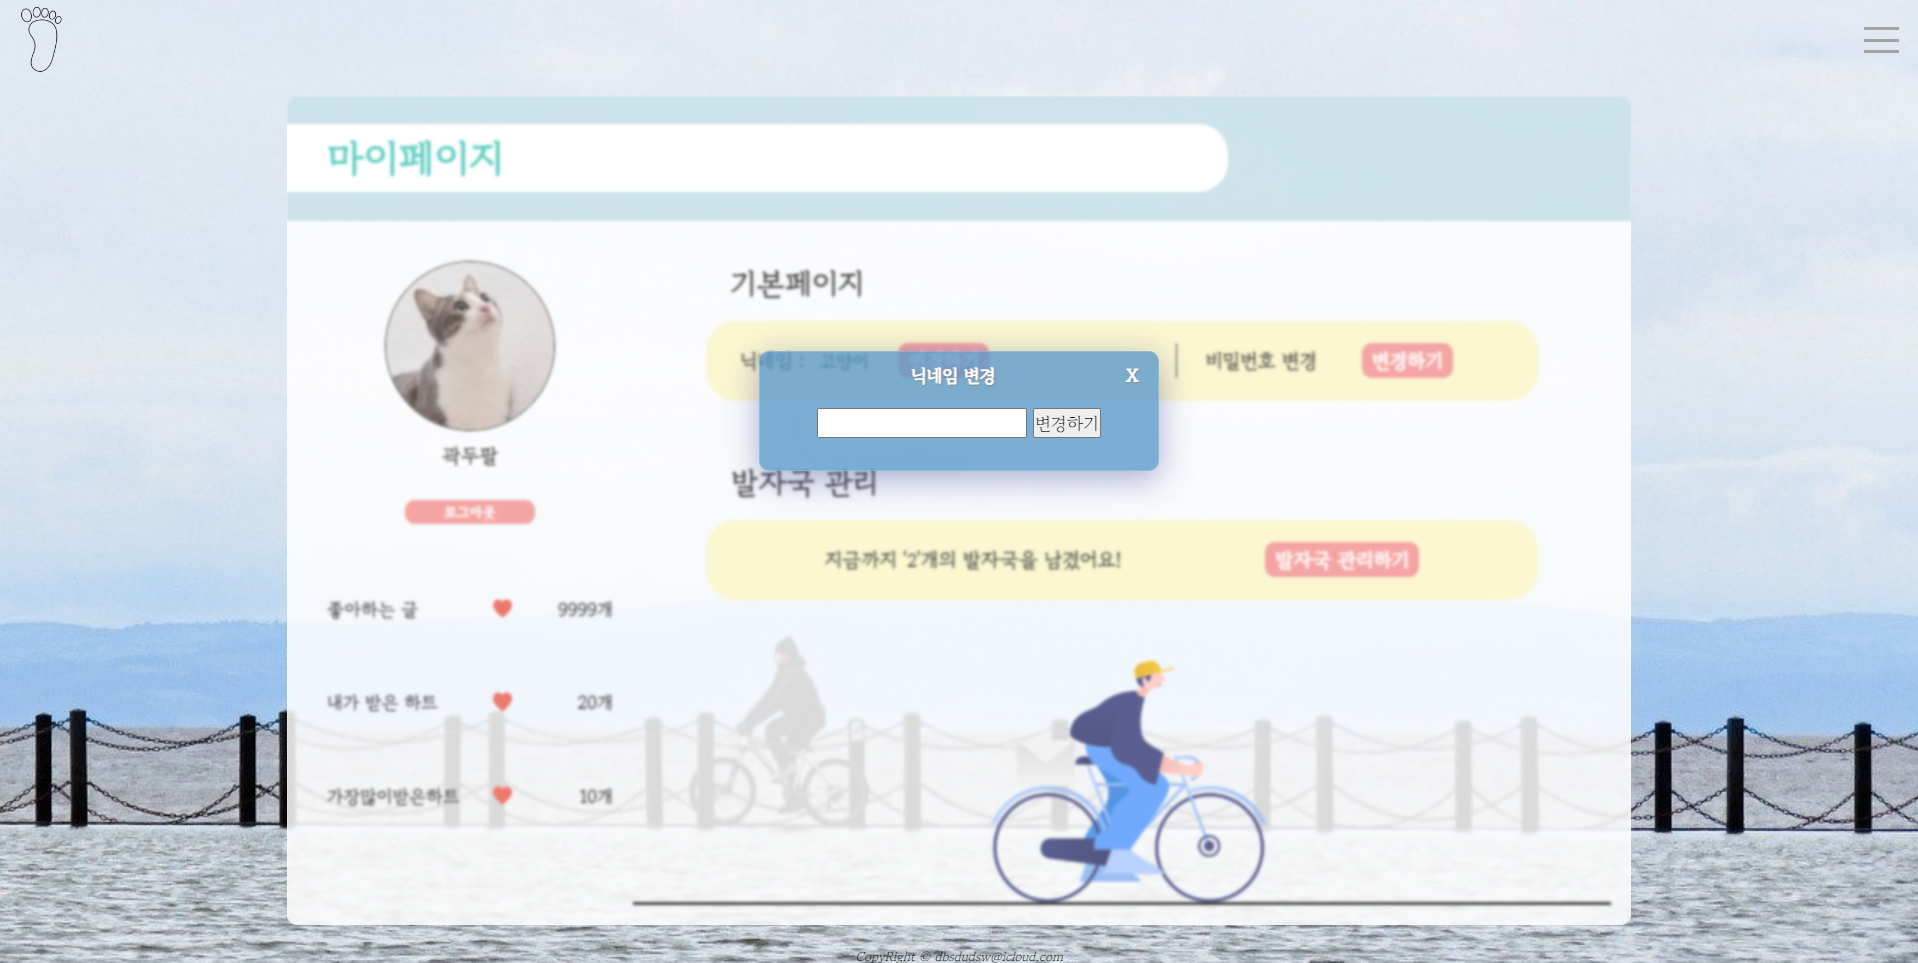 마이페이지
기본페이지
닉네임 : 고양이
비밀번호 변경 변경하기
닉네임 변경 X
변경하기
곽두팔
로그아웃
발자국 관리
지금까지 '2'개의 발자국을 남겼어요! 발자국 관리하기
좋아하는 글 9999개
내가 받은 하트 20개
가장많이받은하트 10개
CopyRight © dbsdudsw@icloud.com